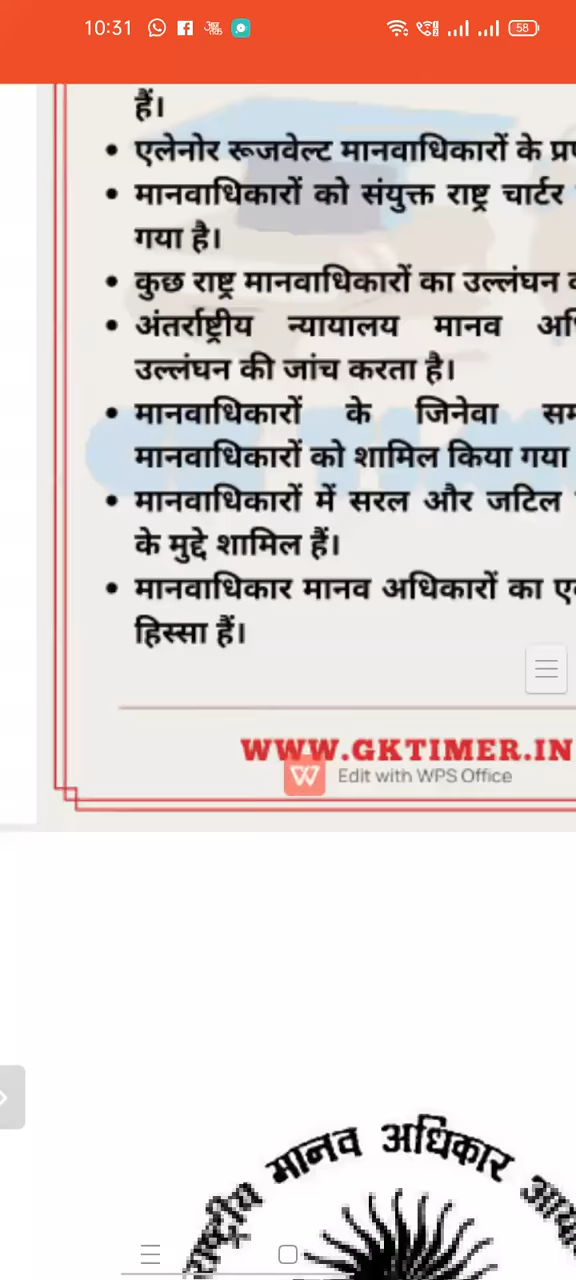 10:31
58
हैं।
• एलेनोर रूजवेल्ट मानवाधिकारों के
• मानवाधिकारों को संयुक्त राष्ट्र चार्टर
गया है।
• कुछ राष्ट्र मानवाधिकारों का उल्लंघन
• अंतर्राष्ट्रीय न्यायालय मानव
उल्लंघन की जांच करता है।
• मानवाधिकारों के जिनेवा
मानवाधिकारों को शामिल किया गया
• मानवाधिकारों में सरल और जटिल
के मुद्दे शामिल हैं।
• मानवाधिकार मानव अधिकारों का
हिस्सा हैं।
WWW.GKTIMER.IN
Edit with WPS Office
राष्ट्रीय मानव अधिकार